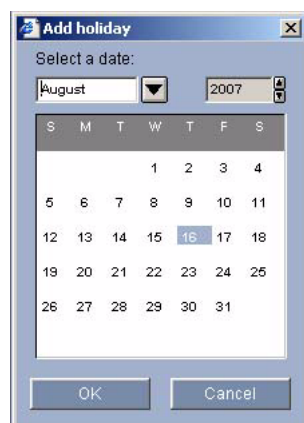 Add holiday
Select a date:
August 2007
S M T W T F S
1 2 3 4
5 6 7 8 9 10 11
12 13 14 15 16 17 18
19 20 21 22 23 24 25
26 27 28 29 30 31
OK Cancel